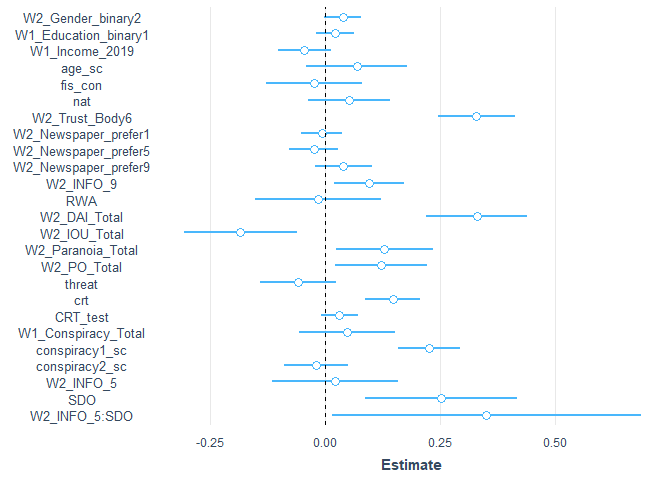 W2_Gender_binary2
W1_Education_binary1
W1_Income_2019
age_sc
fis_con
nat
W2_Trust_Body6
W2_Newspaper_prefer1
W2_Newspaper_prefer5
W2_Newspaper_prefer9
W2_INFO_9
RWA
W2_DAI_Total
W2_IOU_Total
W2_Paranoia_Total
W2_PO_Total
threat
crt
CRT_test
W1_Conspiracy_Total
conspiracy1_sc
conspiracy2_sc
W2_INFO_5
SDO
W2_INFO_5:SDO
-0.25 0.00 0.25 0.50
Estimate